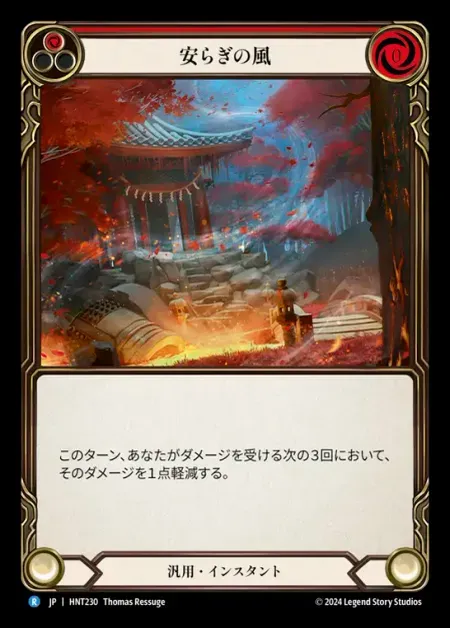 安らぎの風
0
このターン、あなたがダメージを受ける次の3回において、
そのダメージを1点軽減する。
汎用・インスタント
R JP | HNT230 Thomas Ressuge © 2024 Legend Story Studios